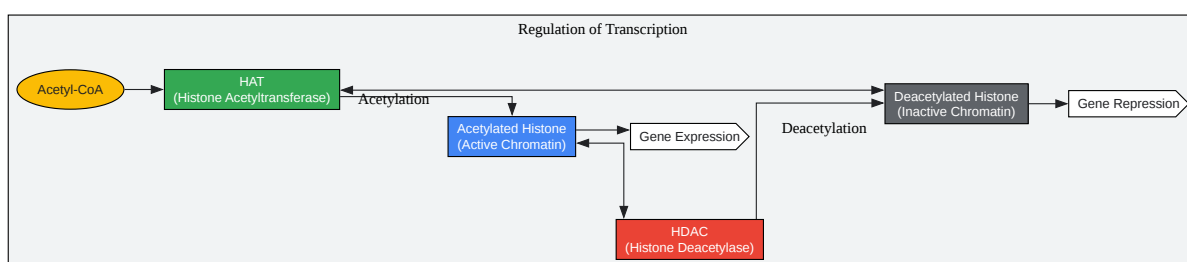 Regulation of Transcription
Acetyl-CoA
HAT
(Histone Acetyltransferase)
Acetylation
Acetylated Histone
(Active Chromatin)
Gene Expression
HDAC
(Histone Deacetylase)
Deacetylation
Deacetylated Histone
(Inactive Chromatin)
Gene Repression